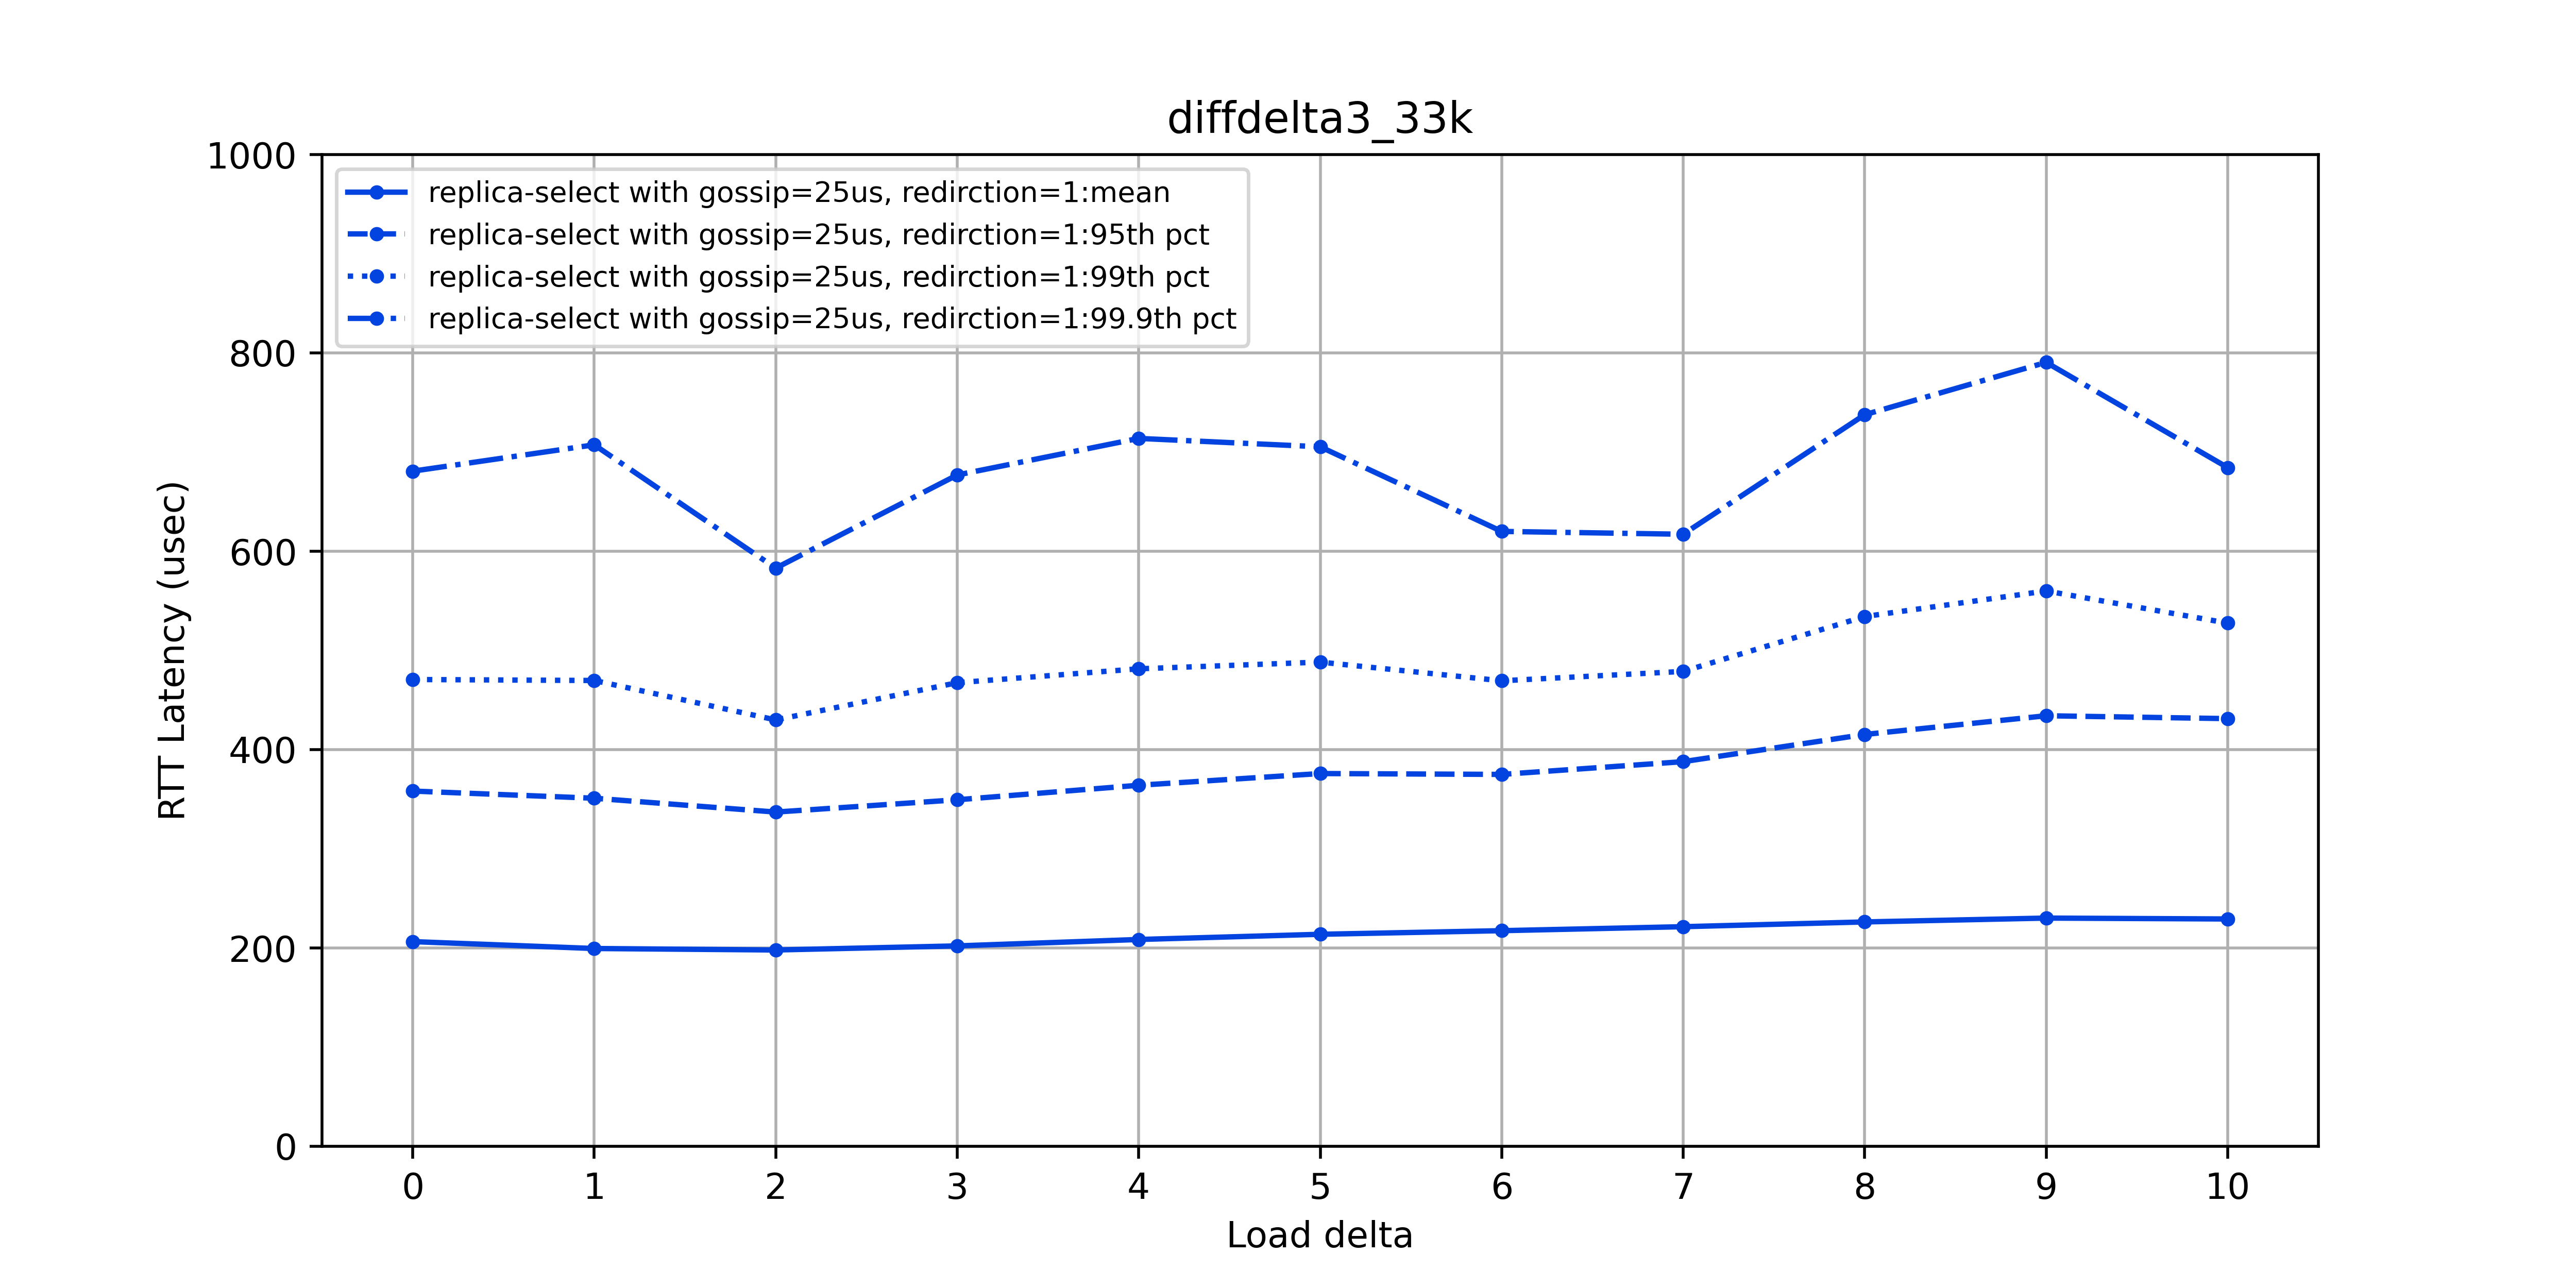 diffdelta3_33k
1000
800
600
400
200
0
RTT Latency (usec)
replica-select with gossip=25us, redirction=1:mean
replica-select with gossip=25us, redirction=1:95th pct
replica-select with gossip=25us, redirction=1:99th pct
replica-select with gossip=25us, redirction=1:99.9th pct
0 1 2 3 4 5 6 7 8 9 10
Load delta